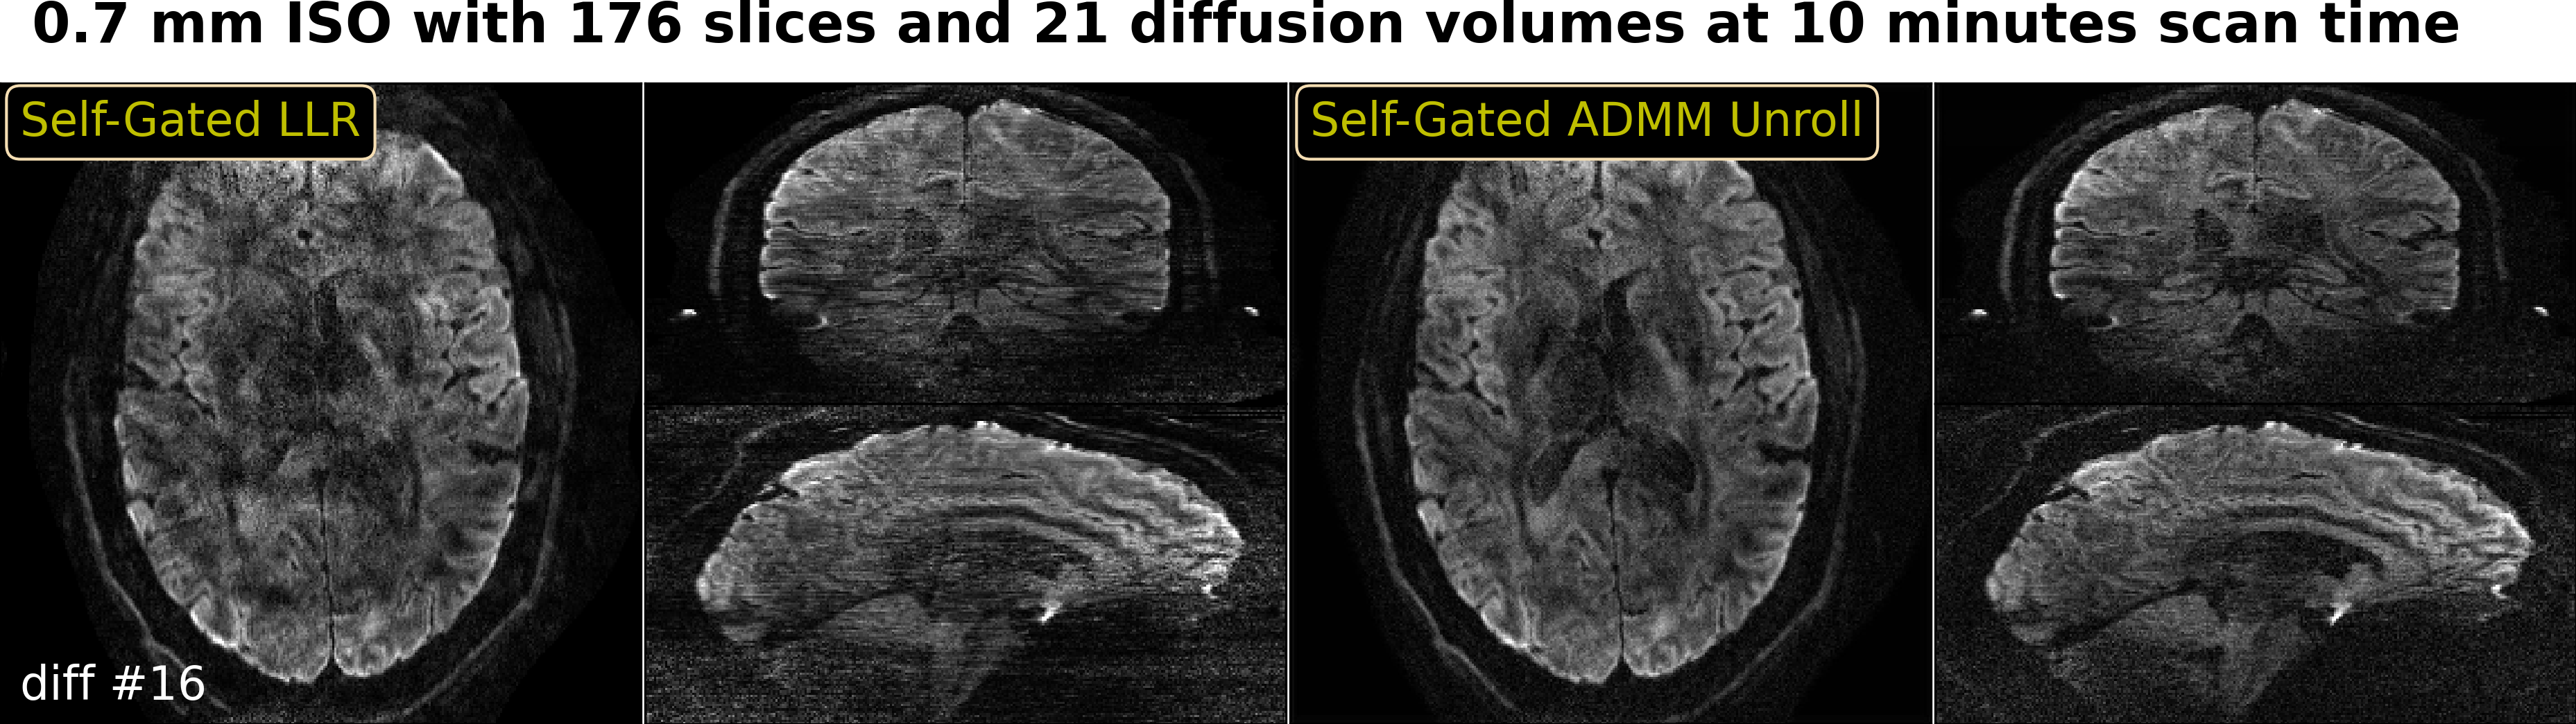 0.7 mm ISO with 176 slices and 21 diffusion volumes at 10 minutes scan time
Self-Gated LLR
Self-Gated ADMM Unroll
diff #16